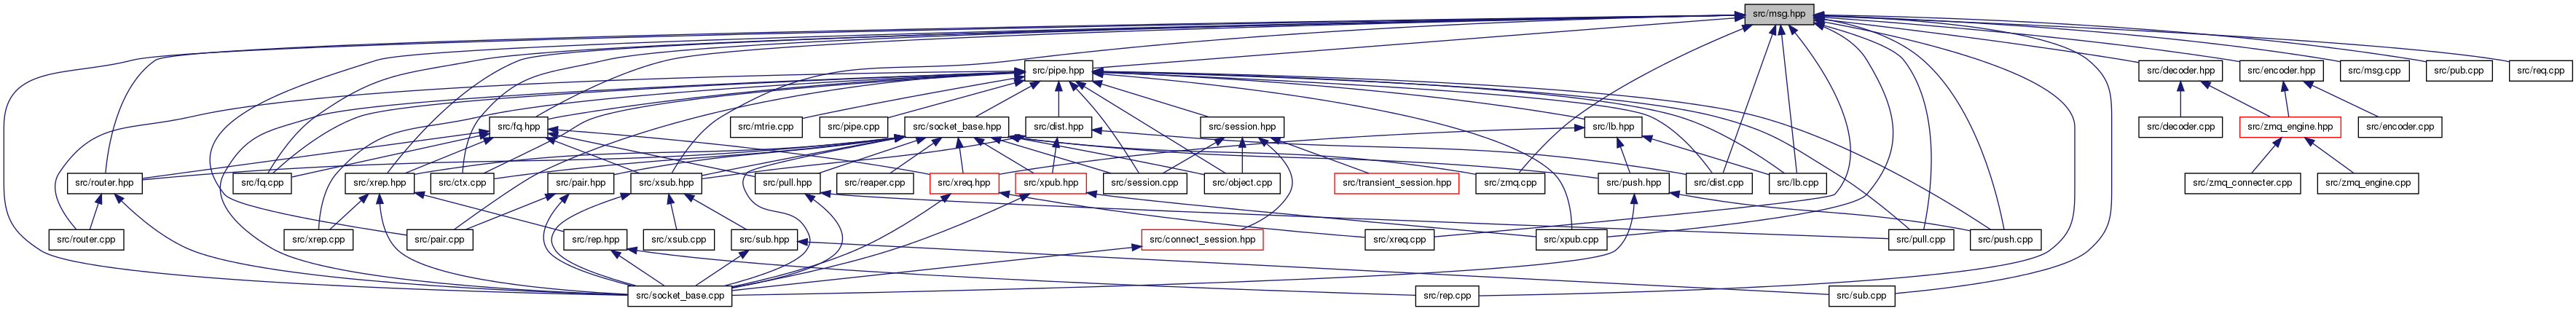 src/msg.hpp
src/pipe.hpp
src/decoder.hpp
src/encoder.hpp
src/msg.cpp
src/pub.cpp
src/req.cpp
src/fq.hpp
src/mtrie.cpp
src/pipe.cpp
src/socket_base.hpp
src/dist.hpp
src/session.hpp
src/lb.hpp
src/decoder.cpp
src/zmq_engine.hpp
src/encoder.cpp
src/router.hpp
src/fq.cpp
src/xrep.hpp
src/ctx.cpp
src/pair.hpp
src/xsub.hpp
src/pull.hpp
src/reaper.cpp
src/xreq.hpp
src/xpub.hpp
src/session.cpp
src/object.cpp
src/transient_session.hpp
src/zmq.cpp
src/push.hpp
src/dist.cpp
src/lb.cpp
src/zmq_connecter.cpp
src/zmq_engine.cpp
src/router.cpp
src/xrep.cpp
src/pair.cpp
src/rep.hpp
src/xsub.cpp
src/sub.hpp
src/connect_session.hpp
src/xreq.cpp
src/xpub.cpp
src/pull.cpp
src/push.cpp
src/socket_base.cpp
src/rep.cpp
src/sub.cpp